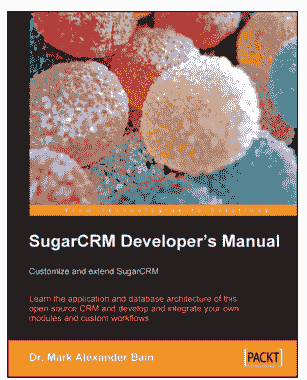 From Technologies to Solutions
SugarCRM Developer's Manual
Customize and extend SugarCRM
Learn the application and database architecture of this
open-source CRM and develop and integrate your own
modules and custom workflows
Dr. Mark Alexander Bain
PACKT
PUBLISHING